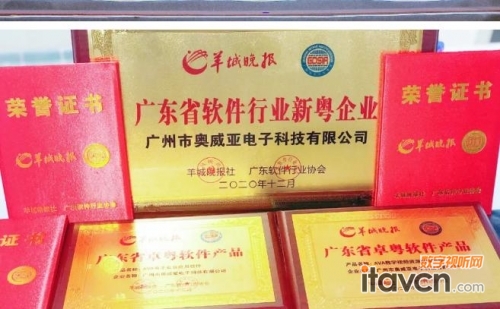 羊城晚报
GDSIA
广东省软件行业新粤企业
广州市奥威亚电子科技有限公司
羊城晚报社 广东软件行业协会
二〇二〇年十二月
荣誉证书
羊城晚报
荣誉证书
羊城晚报
证书
羊城晚报
广东省卓粤软件产品
羊城晚报
广东省卓粤软件产品
数字视听网
itavcn.com